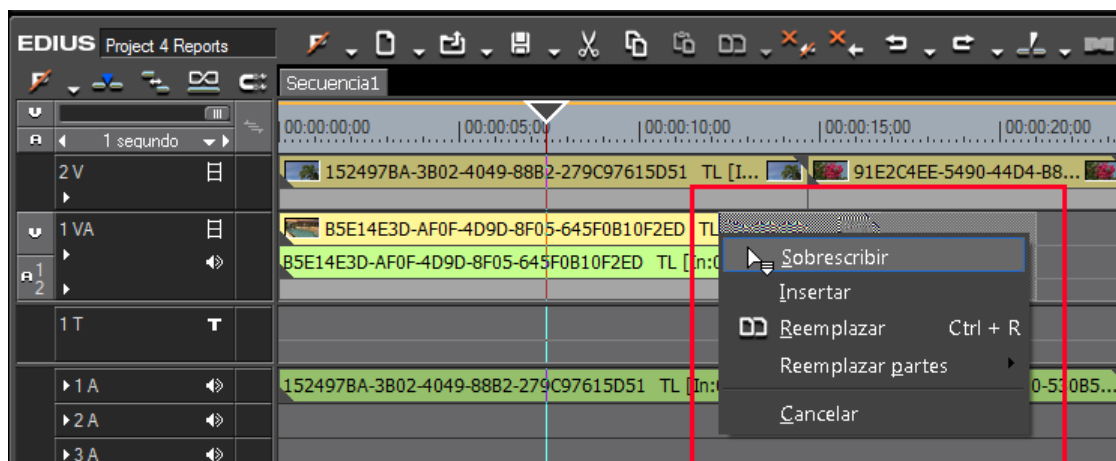 EDIUS Project 4 Reports
Secuencia1
1 segundo
00:00:00;00 00:00:05;00 00:00:10;00 00:00:15;00 00:00:20;00
2 V
152497BA-3B02-4049-88B2-279C97615D51 TL [I...
91E2C4EE-5490-44D4-B8...
1 VA
B5E14E3D-AF0F-4D9D-8F05-645F0B10F2ED TL
B5E14E3D-AF0F-4D9D-8F05-645F0B10F2ED TL [In:0
1 T T
1 A
152497BA-3B02-4049-88B2-279C97615D51 TL [In:0
0-530B5...
2 A
3 A
Sobrescribir
Insertar
Reemplazar Ctrl + R
Reemplazar partes
Cancelar